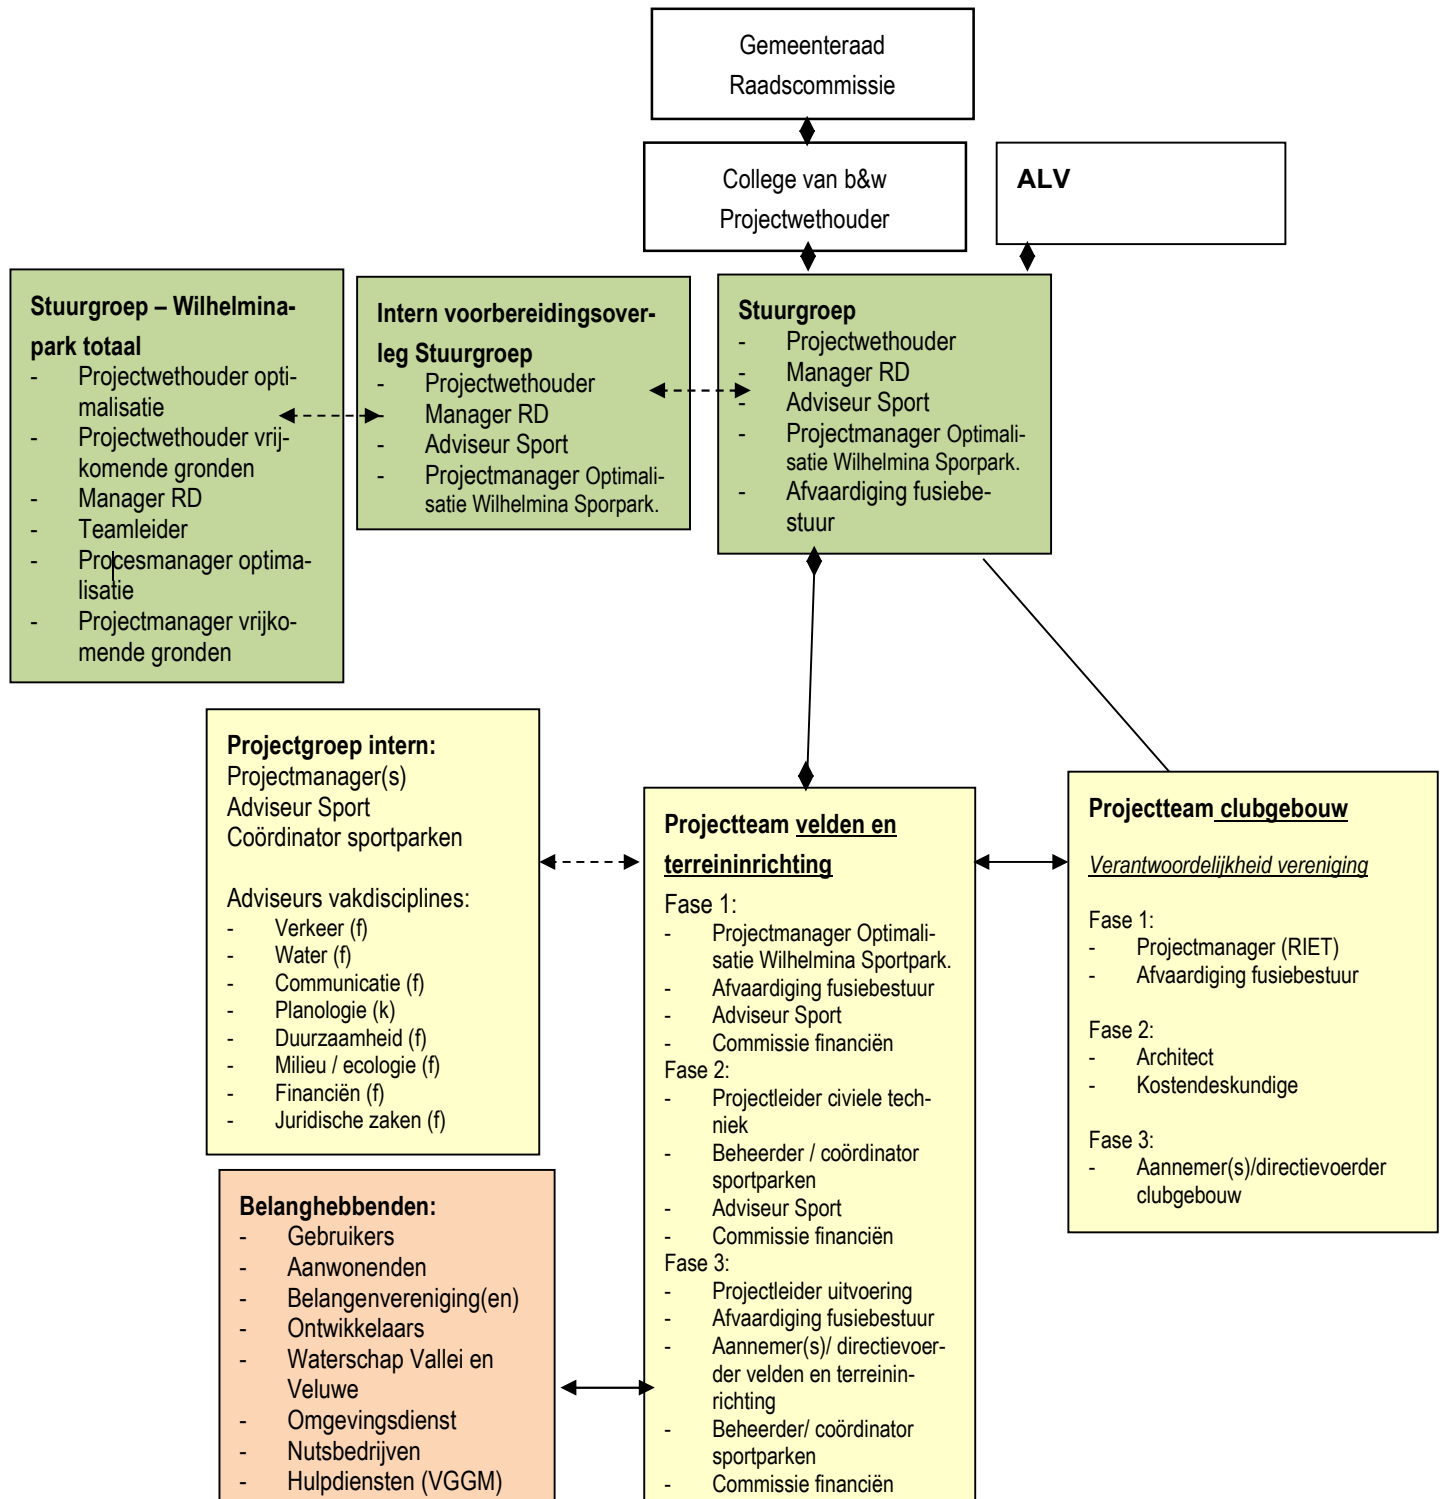 Gemeenteraad
Raadscommissie
College van b&w
Projectwethouder
ALV
Stuurgroep – Wilhelmina-
park totaal
- Projectwethouder opti-
malisatie
- Projectwethouder vrij-
komende gronden
- Manager RD
- Teamleider
- Procesmanager optima-
lisatie
- Projectmanager vrijko-
mende gronden
Intern voorbereidingsover-
leg Stuurgroep
- Projectwethouder
- Manager RD
- Adviseur Sport
- Projectmanager Optimali-
satie Wilhelmina Sporpark.
Stuurgroep
- Projectwethouder
- Manager RD
- Adviseur Sport
- Projectmanager Optimali-
satie Wilhelmina Sporpark.
- Afvaardiging fusiebe-
stuur
Projectgroep intern:
Projectmanager(s)
Adviseur Sport
Coördinator sportparken
Adviseurs vakdisciplines:
- Verkeer (f)
- Water (f)
- Communicatie (f)
- Planologie (k)
- Duurzaamheid (f)
- Milieu / ecologie (f)
- Financiën (f)
- Juridische zaken (f)
Belanghebbenden:
- Gebruikers
- Aanwonenden
- Belangenvereniging(en)
- Ontwikkelaars
- Waterschap Vallei en
Veluwe
- Omgevingsdienst
- Nutsbedrijven
- Hulpdiensten (VGGM)
Projectteam velden en
terreininrichting
Fase 1:
- Projectmanager Optimali-
satie Wilhelmina Sportpark.
- Afvaardiging fusiebestuur
- Adviseur Sport
- Commissie financiën
Fase 2:
- Projectleider civiele tech-
niek
- Beheerder / coördinator
sportparken
- Adviseur Sport
- Commissie financiën
Fase 3:
- Projectleider uitvoering
- Afvaardiging fusiebestuur
- Aannemer(s)/ directievoer-
der velden en terreinin-
richting
- Beheerder/ coördinator
sportparken
- Commissie financiën
Projectteam clubgebouw
Verantwoordelijkheid vereniging
Fase 1:
- Projectmanager (RIET)
- Afvaardiging fusiebestuur
Fase 2:
- Architect
- Kostendeskundige
Fase 3:
- Aannemer(s)/directievoerder
clubgebouw